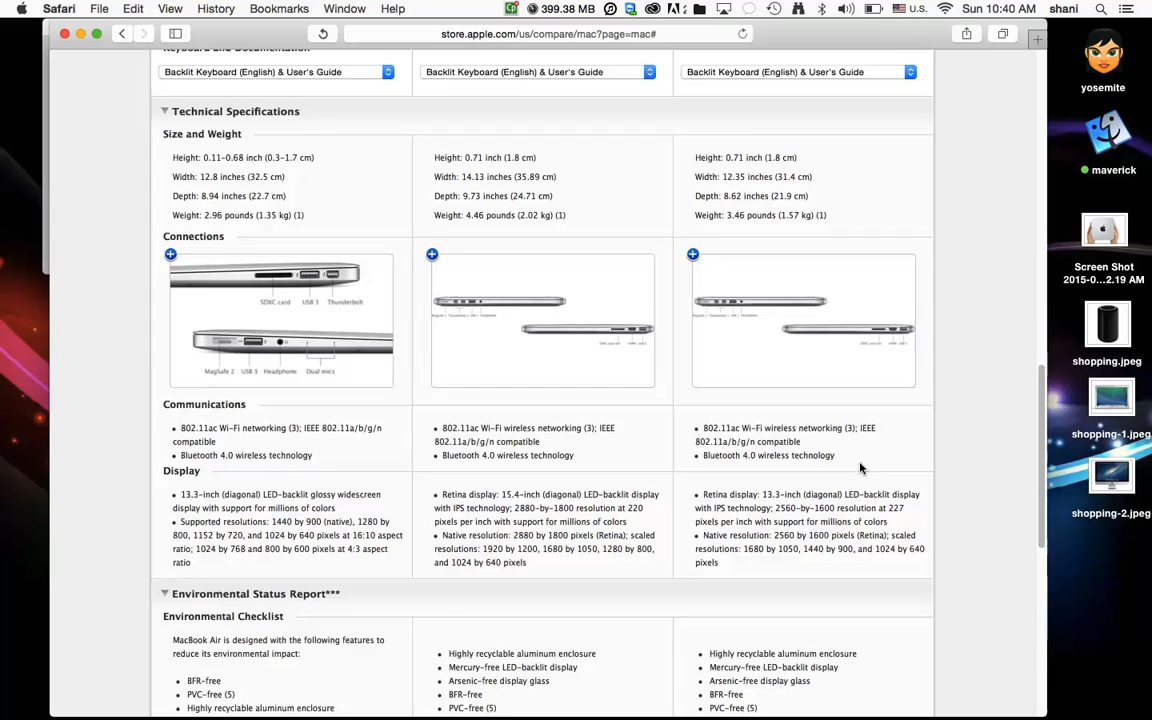 Safari File Edit View History Bookmarks Window Help 399.38 MB U.S. Sun 10:40 AM shani
store.apple.com/us/compare/mac?page=mac#
Keyboard and Documentation
Backlit Keyboard (English) & User's Guide
Backlit Keyboard (English) & User's Guide
Backlit Keyboard (English) & User's Guide
Technical Specifications
Size and Weight
Height: 0.11-0.68 inch (0.3-1.7 cm)
Width: 12.8 inches (32.5 cm)
Depth: 8.94 inches (22.7 cm)
Weight: 2.96 pounds (1.35 kg) (1)
Height: 0.71 inch (1.8 cm)
Width: 14.13 inches (35.89 cm)
Depth: 9.73 inches (24.71 cm)
Weight: 4.46 pounds (2.02 kg) (1)
Height: 0.71 inch (1.8 cm)
Width: 12.35 inches (31.4 cm)
Depth: 8.62 inches (21.9 cm)
Weight: 3.46 pounds (1.57 kg) (1)
Connections
SDXC card USB 3 Thunderbolt
MagSafe 2 USB 3 Headphone Dual mics
Communications
• 802.11ac Wi-Fi networking (3); IEEE 802.11a/b/g/n
compatible
• Bluetooth 4.0 wireless technology
• 802.11ac Wi-Fi wireless networking (3); IEEE
802.11a/b/g/n compatible
• Bluetooth 4.0 wireless technology
• 802.11ac Wi-Fi wireless networking (3); IEEE
802.11a/b/g/n compatible
• Bluetooth 4.0 wireless technology
Display
• 13.3-inch (diagonal) LED-backlit glossy widescreen
display with support for millions of colors
• Supported resolutions: 1440 by 900 (native), 1280 by
800, 1152 by 720, and 1024 by 640 pixels at 16:10 aspect
ratio; 1024 by 768 and 800 by 600 pixels at 4:3 aspect
ratio
• Retina display: 15.4-inch (diagonal) LED-backlit display
with IPS technology; 2880-by-1800 resolution at 220
pixels per inch with support for millions of colors
• Native resolution: 2880 by 1800 pixels (Retina); scaled
resolutions: 1920 by 1200, 1680 by 1050, 1280 by 800,
and 1024 by 640 pixels
• Retina display: 13.3-inch (diagonal) LED-backlit display
with IPS technology; 2560-by-1600 resolution at 227
pixels per inch with support for millions of colors
• Native resolution: 2560 by 1600 pixels (Retina); scaled
resolutions: 1680 by 1050, 1440 by 900, and 1024 by 640
pixels
Environmental Status Report***
Environmental Checklist
MacBook Air is designed with the following features to
reduce its environmental impact:
• BFR-free
• PVC-free (5)
• Highly recyclable aluminum enclosure
• Highly recyclable aluminum enclosure
• Mercury-free LED-backlit display
• Arsenic-free display glass
• BFR-free
• PVC-free (5)
• Highly recyclable aluminum enclosure
• Mercury-free LED-backlit display
• Arsenic-free display glass
• BFR-free
• PVC-free (5)
yosemite
maverick
Screen Shot
2015-0...2.19 AM
shopping.jpeg
shopping-1.jpeg
shopping-2.jpeg